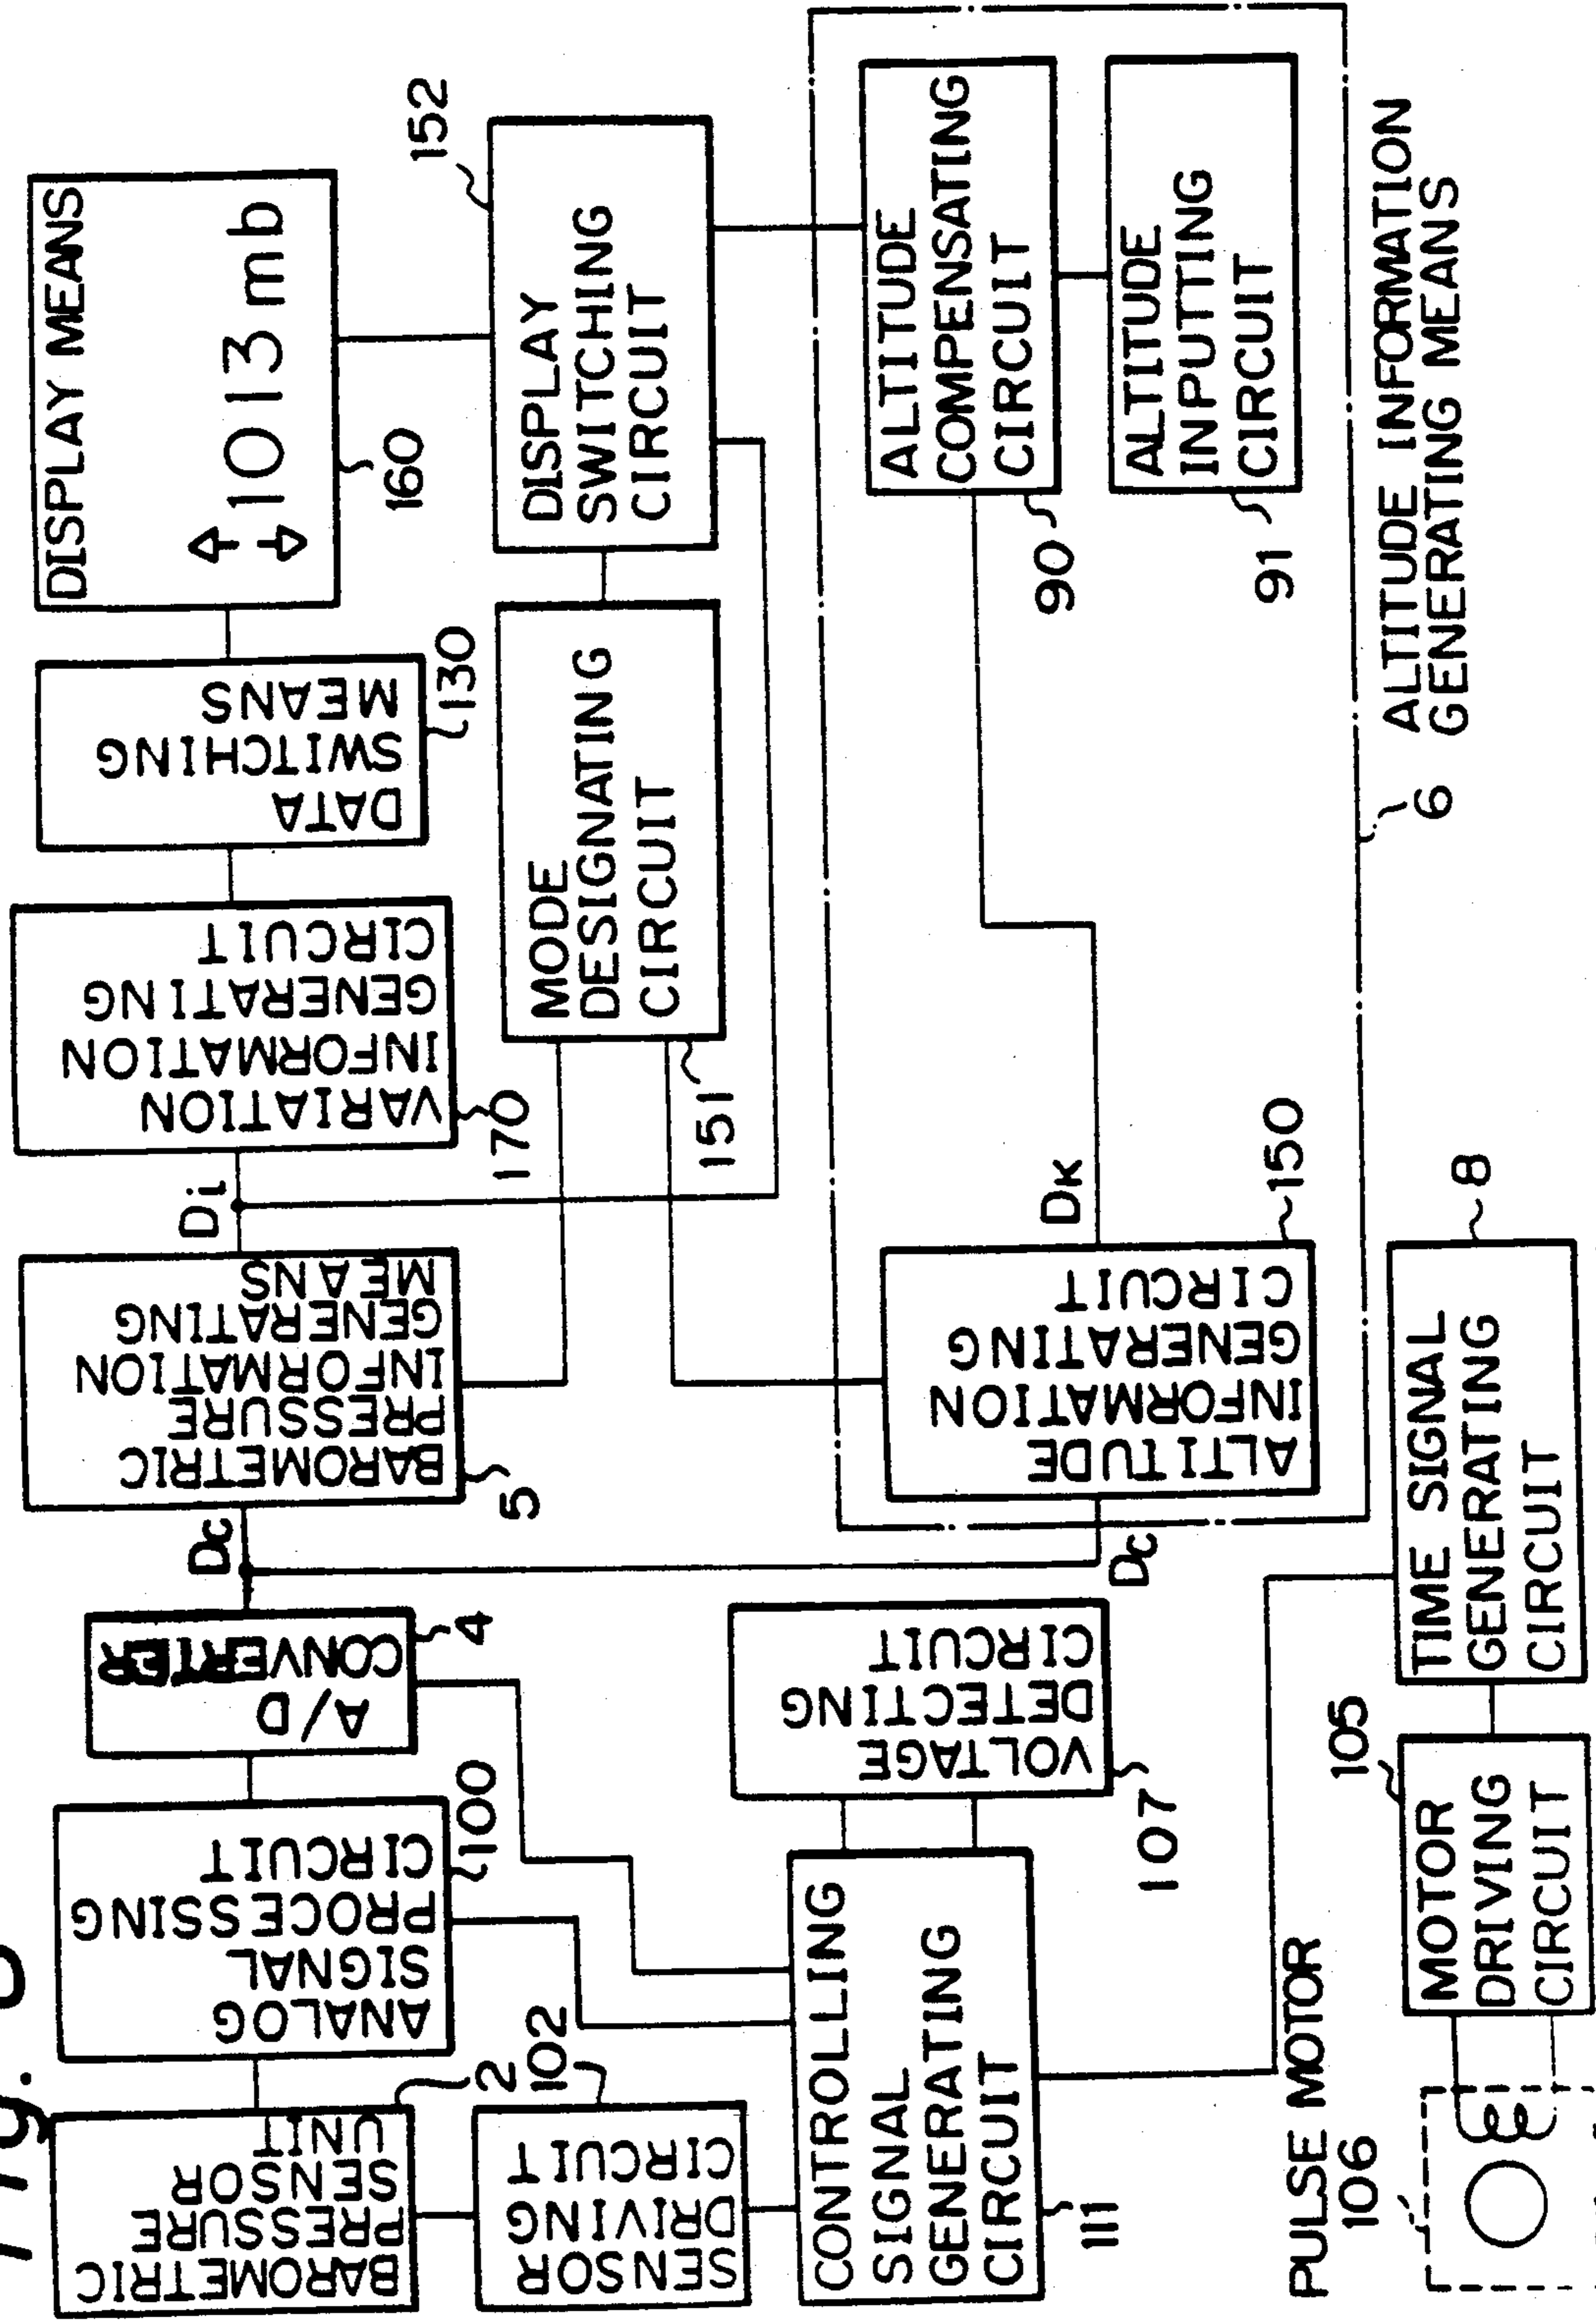 BAROMETRIC
PRESSURE
SENSOR
UNIT
2
ANALOG
SIGNAL
PROCESSING
CIRCUIT
100
A/D
CONVERTER
4
Dc
BAROMETRIC
PRESSURE
INFORMATION
GENERATING
MEANS
5
Di
VARIATION
INFORMATION
GENERATING
CIRCUIT
170
DATA
SWITCHING
MEANS
130
DISPLAY MEANS
1013 mb
160
SENSOR
DRIVING
CIRCUIT
102
MODE
DESIGNATING
CIRCUIT
151
DISPLAY
SWITCHING
CIRCUIT
152
CONTROLLING
SIGNAL
GENERATING
CIRCUIT
111
VOLTAGE
DETECTING
CIRCUIT
107
Dc
ALTITUDE
INFORMATION
GENERATING
CIRCUIT
150
DK
ALTITUDE
COMPENSATING
CIRCUIT
90
ALTITUDE
INPUTTING
CIRCUIT
91
6
ALTITUDE INFORMATION
GENERATING MEANS
PULSE MOTOR
106
MOTOR
DRIVING
CIRCUIT
105
TIME SIGNAL
GENERATING
CIRCUIT
8